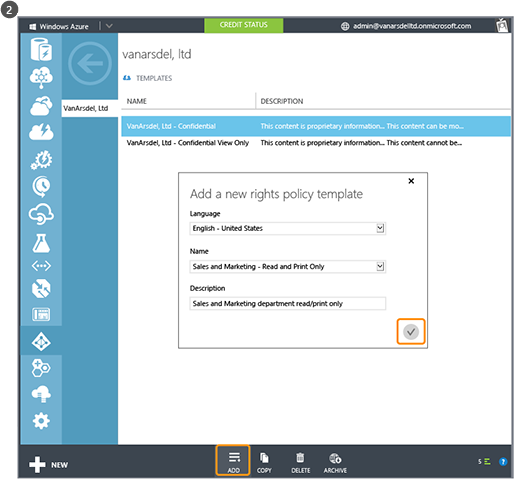 2
Windows Azure
CREDIT STATUS
admin@vanarsdelltd.onmicrosoft.com
vanarsdel, ltd
TEMPLATES
VanArsdel, Ltd
NAME DESCRIPTION
VanArsdel, Ltd - Confidential This content is proprietary information... This content can be mo...
VanArsdel, Ltd - Confidential View Only This content is proprietary information... This content cannot be...
Add a new rights policy template
Language
English - United States
Name
Sales and Marketing - Read and Print Only
Description
Sales and Marketing department read/print only
NEW
ADD COPY DELETE ARCHIVE
5 ?